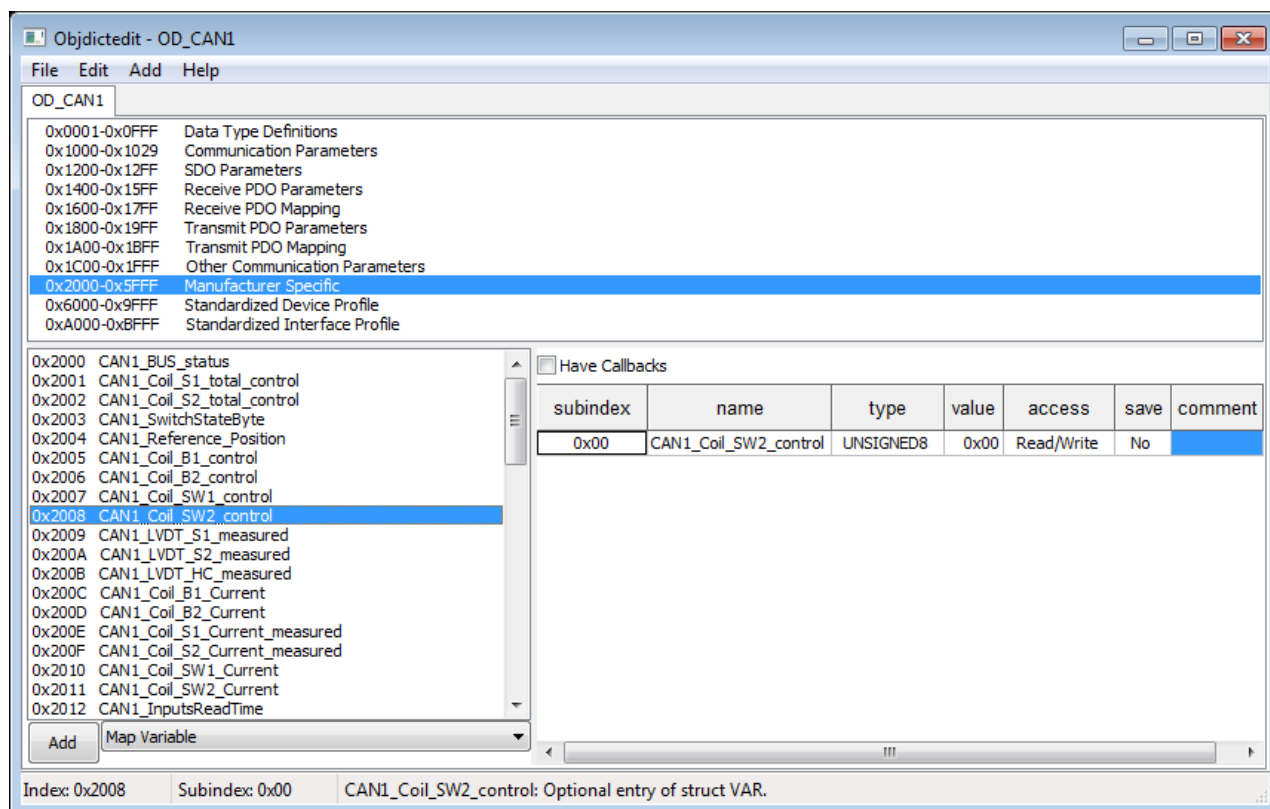 Objdictedit - OD_CAN1
File Edit Add Help
OD_CAN1
0x0001-0x0FFF Data Type Definitions
0x1000-0x1029 Communication Parameters
0x1200-0x12FF SDO Parameters
0x1400-0x15FF Receive PDO Parameters
0x1600-0x17FF Receive PDO Mapping
0x1800-0x19FF Transmit PDO Parameters
0x1A00-0x1BFF Transmit PDO Mapping
0x1C00-0x1FFF Other Communication Parameters
0x2000-0x5FFF Manufacturer Specific
0x6000-0x9FFF Standardized Device Profile
0xA000-0xBFFF Standardized Interface Profile
0x2000 CAN1_BUS_status
0x2001 CAN1_Coil_S1_total_control
0x2002 CAN1_Coil_S2_total_control
0x2003 CAN1_SwitchStateByte
0x2004 CAN1_Reference_Position
0x2005 CAN1_Coil_B1_control
0x2006 CAN1_Coil_B2_control
0x2007 CAN1_Coil_SW1_control
0x2008 CAN1_Coil_SW2_control
0x2009 CAN1_LVDT_S1_measured
0x200A CAN1_LVDT_S2_measured
0x200B CAN1_LVDT_HC_measured
0x200C CAN1_Coil_B1_Current
0x200D CAN1_Coil_B2_Current
0x200E CAN1_Coil_S1_Current_measured
0x200F CAN1_Coil_S2_Current_measured
0x2010 CAN1_Coil_SW1_Current
0x2011 CAN1_Coil_SW2_Current
0x2012 CAN1_InputsReadTime
Add Map Variable
Have Callbacks
subindex name type value access save comment
0x00 CAN1_Coil_SW2_control UNSIGNED8 0x00 Read/Write No
Index: 0x2008 Subindex: 0x00 CAN1_Coil_SW2_control: Optional entry of struct VAR.